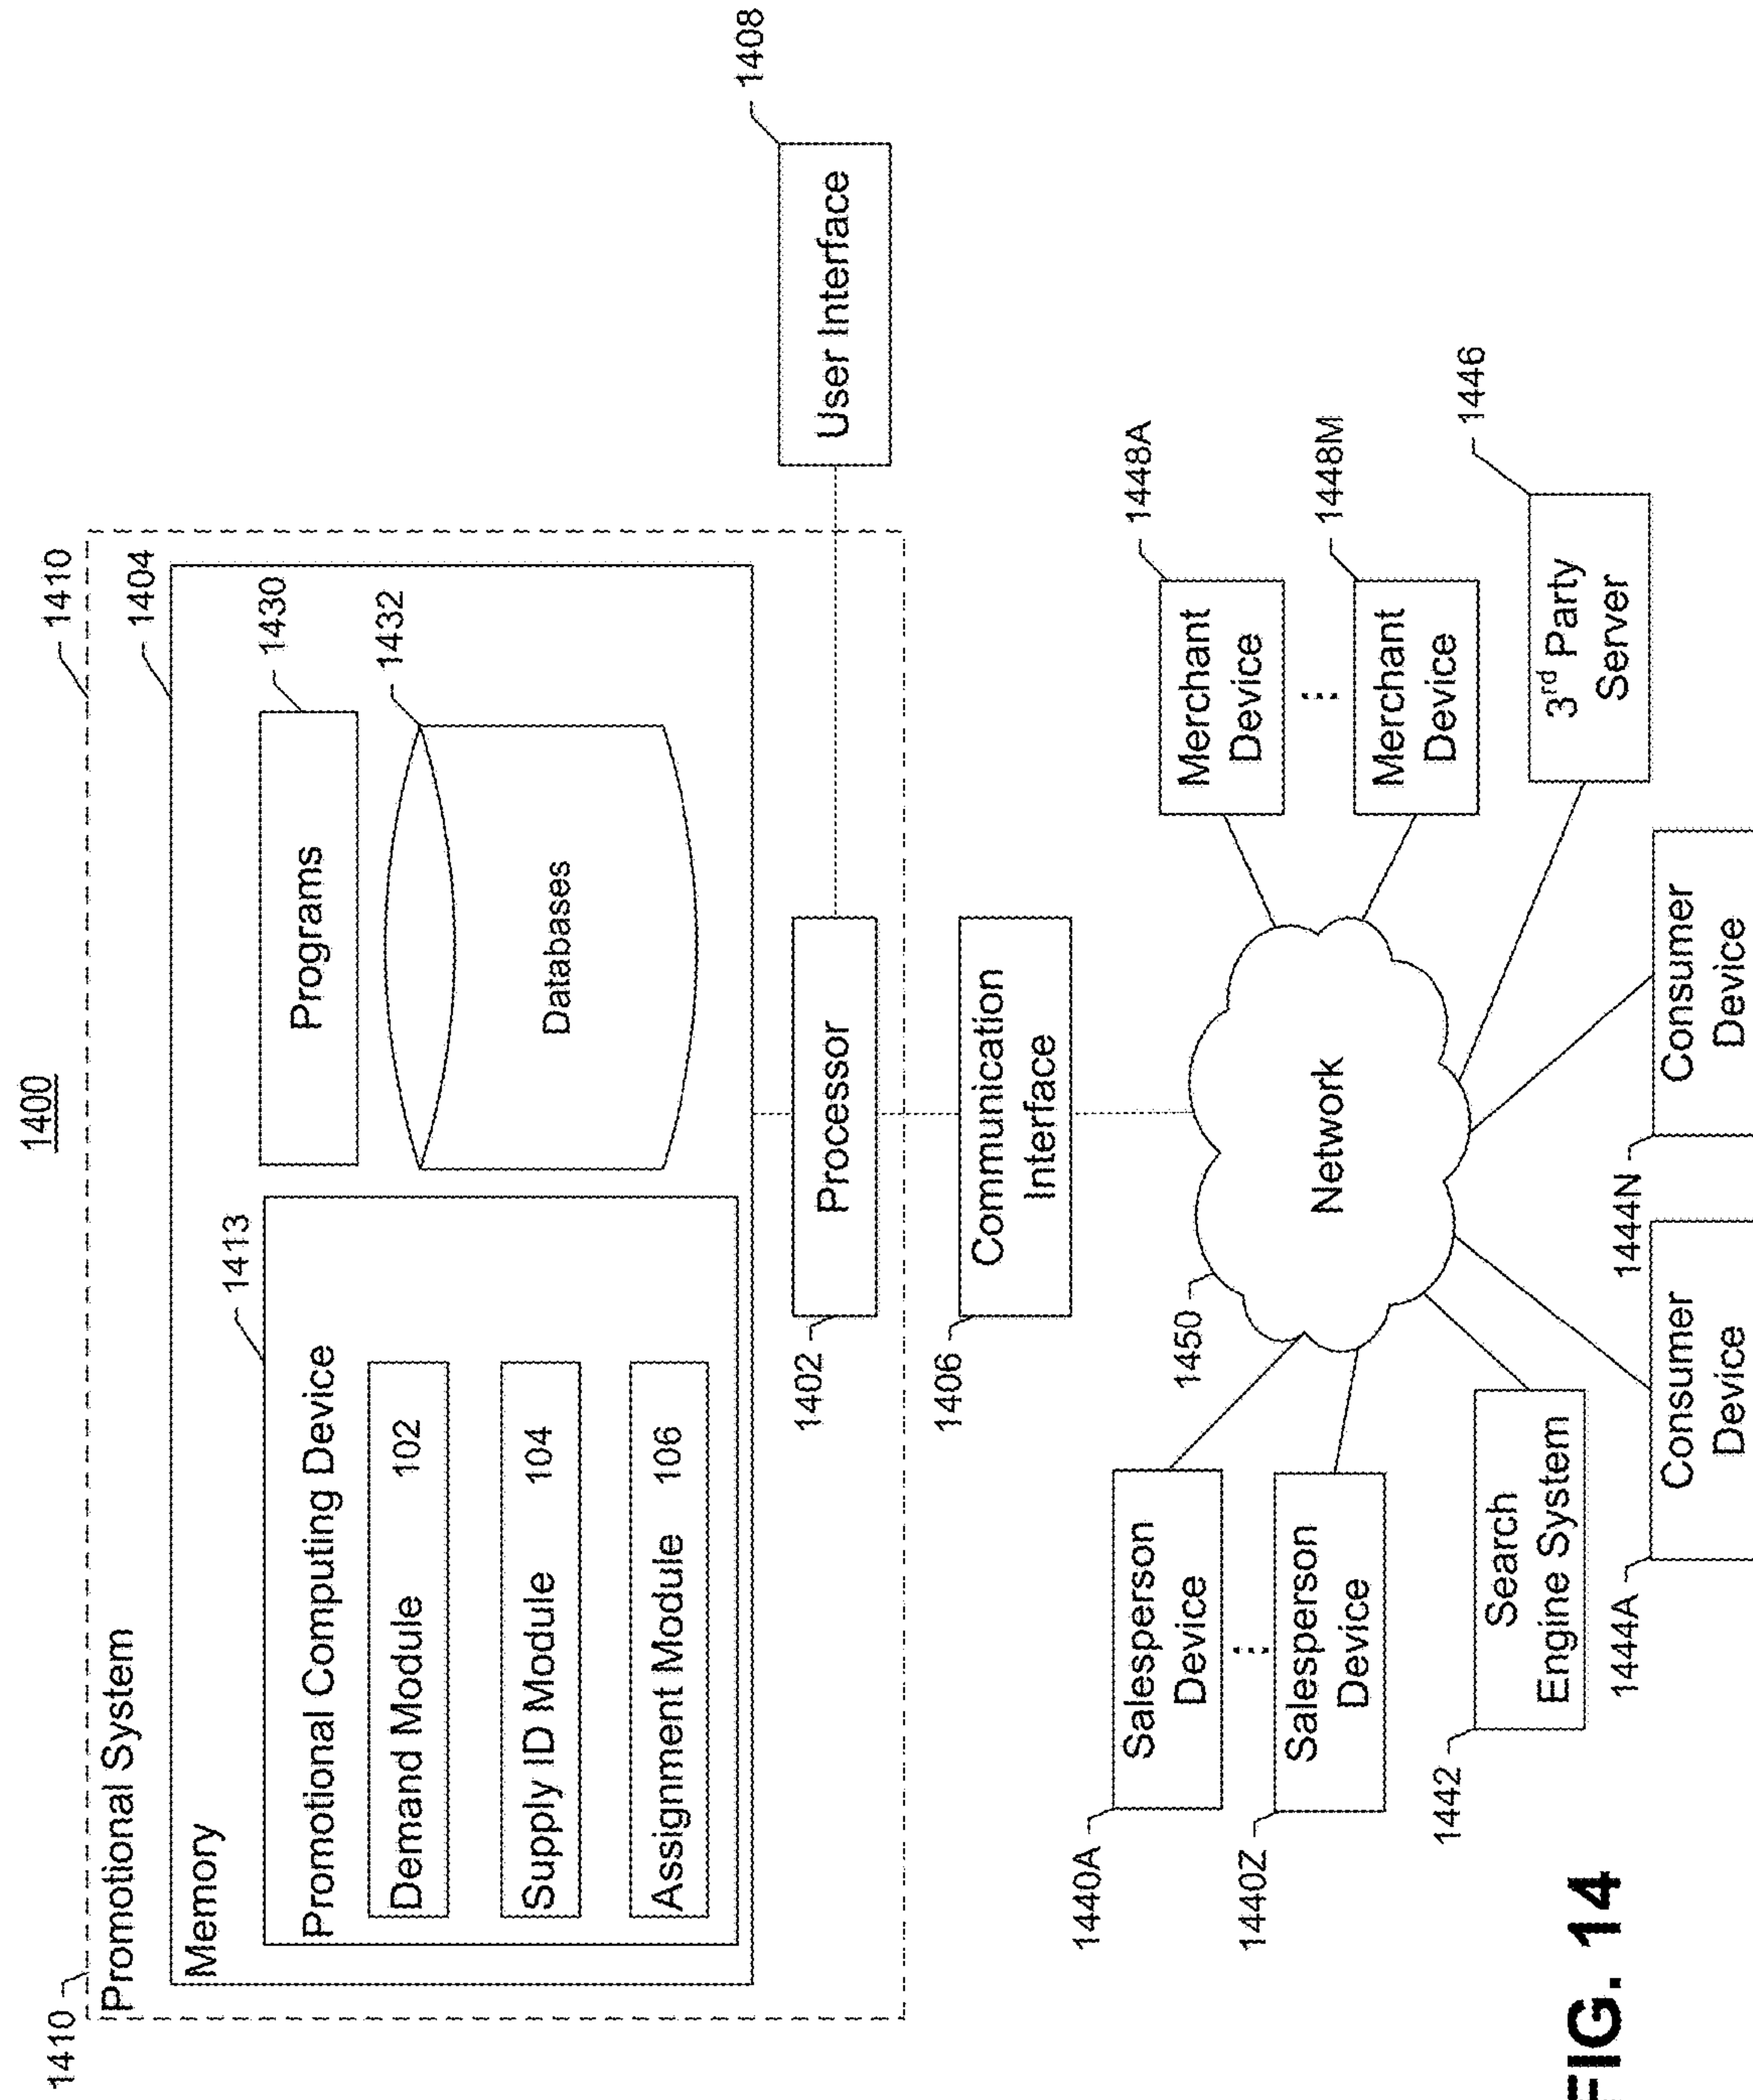 1400
1410
Promotional System
1410
Memory
1404
Promotional Computing Device
1413
Demand Module 102
Supply ID Module 104
Assignment Module 106
Programs
1430
Databases
1432
Processor
1402
User Interface
1408
Communication
Interface
1406
Network
1450
Salesperson
Device
1440A
Salesperson
Device
1440Z
Search
Engine System
1442
Consumer
Device
1444A
Consumer
Device
1444N
3rd Party
Server
1446
Merchant
Device
1448A
Merchant
Device
1448M
FIG. 14